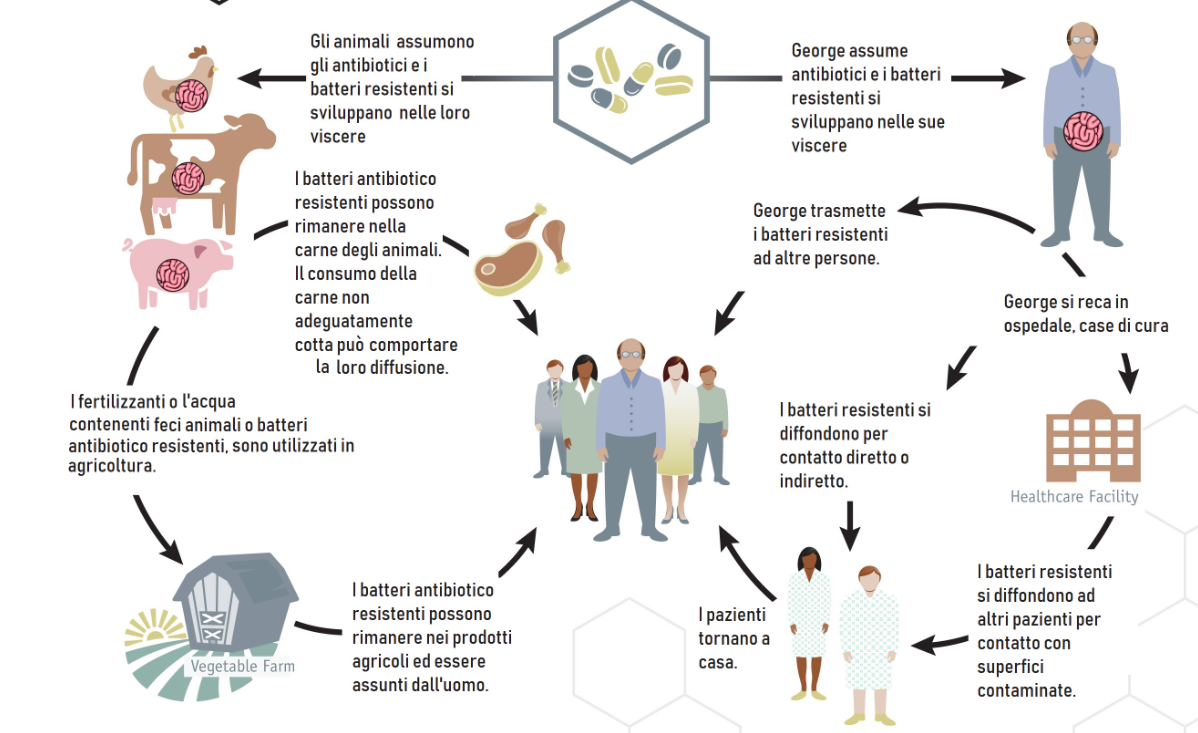 Gli animali assumono
gli antibiotici e i
batteri resistenti si
sviluppano nelle loro
viscere
George assume
antibiotici e i batteri
resistenti si
sviluppano nelle sue
viscere
I batteri antibiotico
resistenti possono
rimanere nella
carne degli animali.
Il consumo della
carne non
adeguatamente
cotta può comportare
la loro diffusione.
George trasmette
i batteri resistenti
ad altre persone.
George si reca in
ospedale, case di cura
I fertilizzanti o l'acqua
contenenti feci animali o batteri
antibiotico resistenti, sono utilizzati in
agricoltura.
I batteri resistenti si
diffondono per
contatto diretto o
indiretto.
Healthcare Facility
Vegetable Farm
I batteri antibiotico
resistenti possono
rimanere nei prodotti
agricoli ed essere
assunti dall'uomo.
I pazienti
tornano a
casa.
I batteri resistenti
si diffondono ad
altri pazienti per
contatto con
superfici
contaminate.